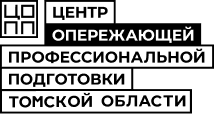 ЦОПП
ЦЕНТР
ОПЕРЕЖАЮЩЕЙ
ПРОФЕССИОНАЛЬНОЙ
ПОДГОТОВКИ
ТОМСКОЙ ОБЛАСТИ